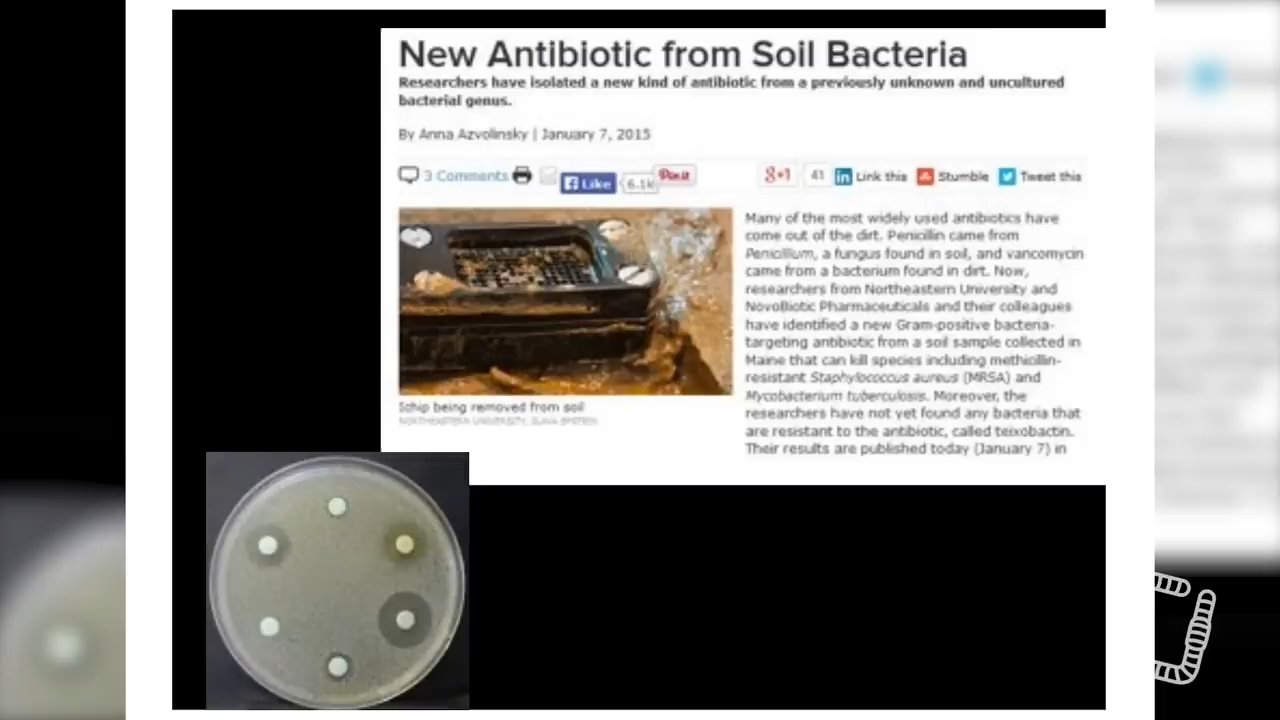 New Antibiotic from Soil Bacteria
Researchers have isolated a new kind of antibiotic from a previously unknown and uncultured
bacterial genus.
By Anna Azvolinsky | January 7, 2015
3 Comments Like 6.1k Pin it g+1 41 in Link this Stumble Tweet this
Many of the most widely used antibiotics have
come out of the dirt. Penicillin came from
Penicillium, a fungus found in soil, and vancomycin
came from a bacterium found in dirt. Now,
researchers from Northeastern University and
NovoBiotic Pharmaceuticals and their colleagues
have identified a new Gram-positive bacteria-
targeting antibiotic from a soil sample collected in
Maine that can kill species including methicillin-
resistant Staphylococcus aureus (MRSA) and
Mycobacterium tuberculosis. Moreover, the
researchers have not yet found any bacteria that
are resistant to the antibiotic, called teixobactin.
Their results are published today (January 7) in
Ichip being removed from soil
NORTHEASTERN UNIVERSITY, SLAVA EPSTEIN